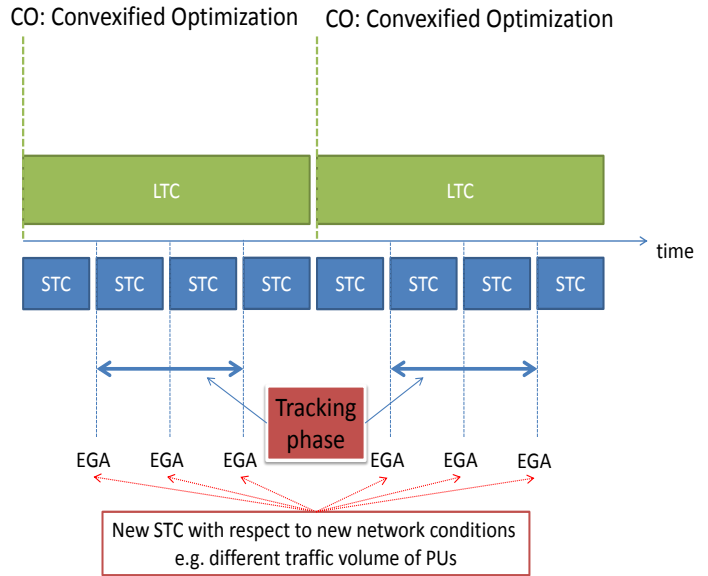 CO: Convexified Optimization
CO: Convexified Optimization
LTC
LTC
time
STC
STC
STC
STC
STC
STC
STC
STC
Tracking
phase
EGA
EGA
EGA
EGA
EGA
EGA
New STC with respect to new network conditions
e.g. different traffic volume of PUs